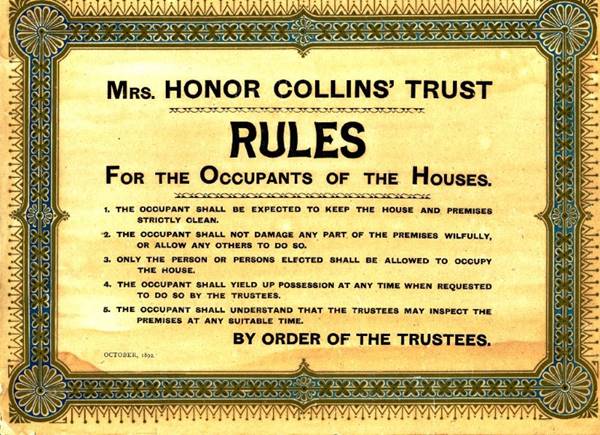 MRS. HONOR COLLINS' TRUST
RULES
FOR THE OCCUPANTS OF THE HOUSES.
1. THE OCCUPANT SHALL BE EXPECTED TO KEEP THE HOUSE AND PREMISES
STRICTLY CLEAN.
2. THE OCCUPANT SHALL NOT DAMAGE ANY PART OF THE PREMISES WILFULLY,
OR ALLOW ANY OTHERS TO DO SO.
3. ONLY THE PERSON OR PERSONS ELECTED SHALL BE ALLOWED TO OCCUPY
THE HOUSE.
4. THE OCCUPANT SHALL YIELD UP POSSESSION AT ANY TIME WHEN REQUESTED
TO DO SO BY THE TRUSTEES.
5. THE OCCUPANT SHALL UNDERSTAND THAT THE TRUSTEES MAY INSPECT THE
PREMISES AT ANY SUITABLE TIME.
BY ORDER OF THE TRUSTEES.
OCTOBER, 1892.